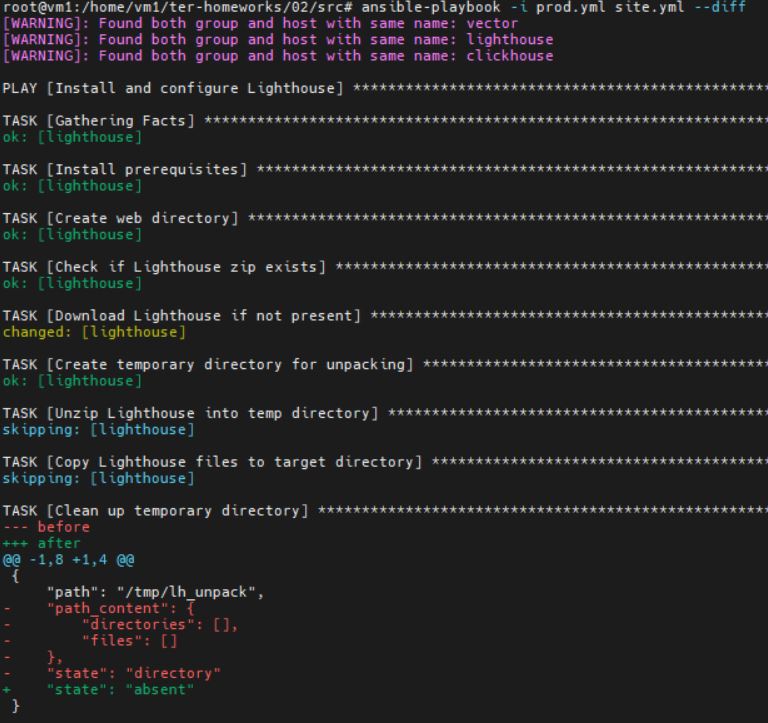 root@vm1:/home/vm1/ter-homeworks/02/src# ansible-playbook -i prod.yml site.yml --diff
[WARNING]: Found both group and host with same name: vector
[WARNING]: Found both group and host with same name: lighthouse
[WARNING]: Found both group and host with same name: clickhouse
PLAY [Install and configure Lighthouse] ************************************************
TASK [Gathering Facts] ****************************************************************
ok: [lighthouse]
TASK [Install prerequisites] **********************************************************
ok: [lighthouse]
TASK [Create web directory] ***********************************************************
ok: [lighthouse]
TASK [Check if Lighthouse zip exists] *************************************************
ok: [lighthouse]
TASK [Download Lighthouse if not present] *********************************************
changed: [lighthouse]
TASK [Create temporary directory for unpacking] ***************************************
ok: [lighthouse]
TASK [Unzip Lighthouse into temp directory] *******************************************
skipping: [lighthouse]
TASK [Copy Lighthouse files to target directory] **************************************
skipping: [lighthouse]
TASK [Clean up temporary directory] ***************************************************
--- before
+++ after
@@ -1,8 +1,4 @@
 {
     "path": "/tmp/lh_unpack",
-    "path_content": {
-        "directories": [],
-        "files": []
-    },
-    "state": "directory"
+    "state": "absent"
 }